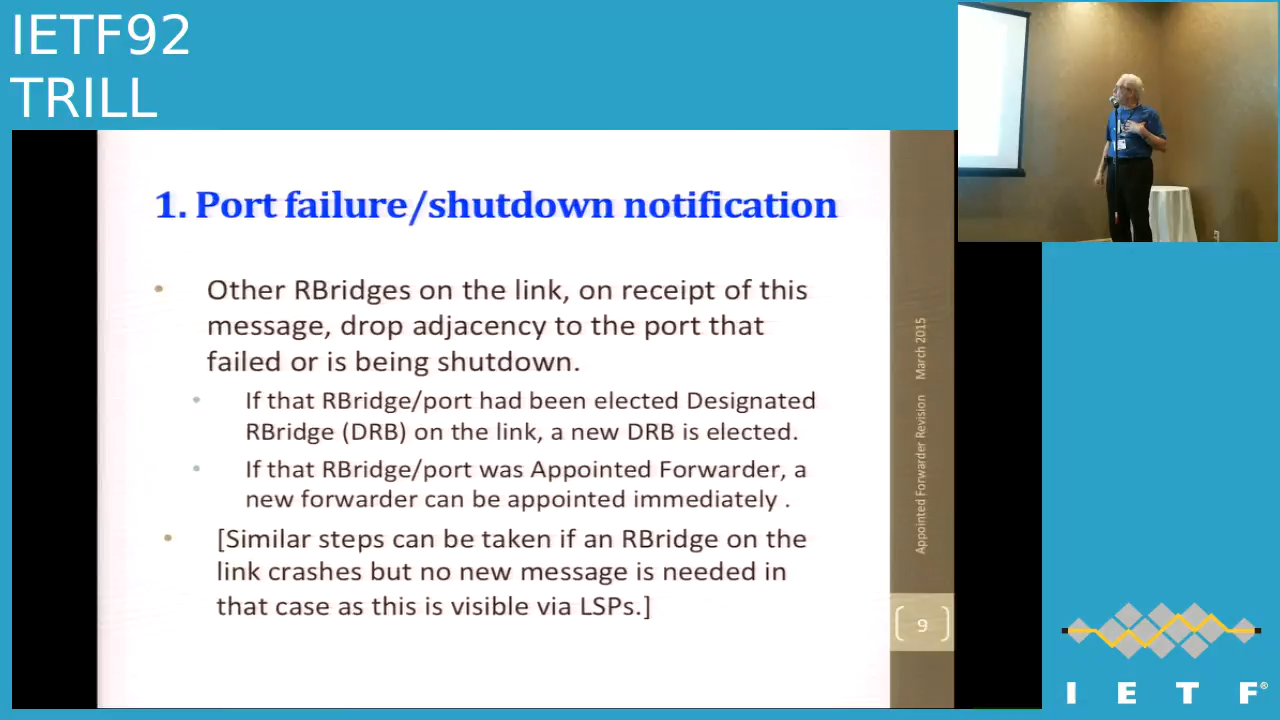 IETF92
TRILL
1. Port failure/shutdown notification
• Other RBridges on the link, on receipt of this
message, drop adjacency to the port that
failed or is being shutdown.
• If that RBridge/port had been elected Designated
RBridge (DRB) on the link, a new DRB is elected.
• If that RBridge/port was Appointed Forwarder, a
new forwarder can be appointed immediately .
• [Similar steps can be taken if an RBridge on the
link crashes but no new message is needed in
that case as this is visible via LSPs.]
Appointed Forwarder Revision March 2015
9
I E T F®